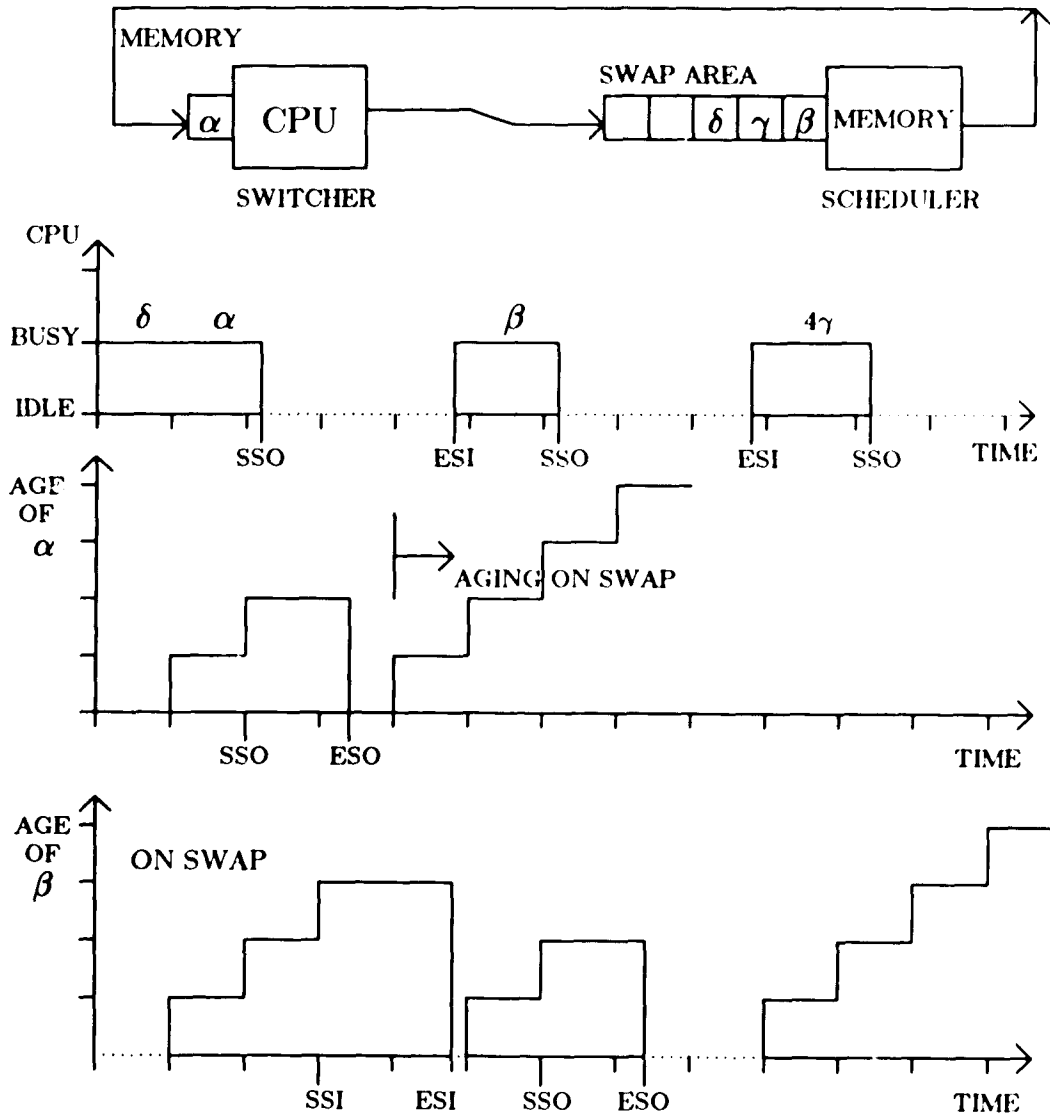 MEMORY
SWAP AREA
α CPU
δ γ β MEMORY
SWITCHER
SCHEDULER
CPU
δ α β 4γ
BUSY
IDLE
SSO ESI SSO ESI SSO TIME
AGE
OF
α
AGING ON SWAP
SSO ESO TIME
AGE
OF
β
ON SWAP
SSI ESI SSO ESO TIME